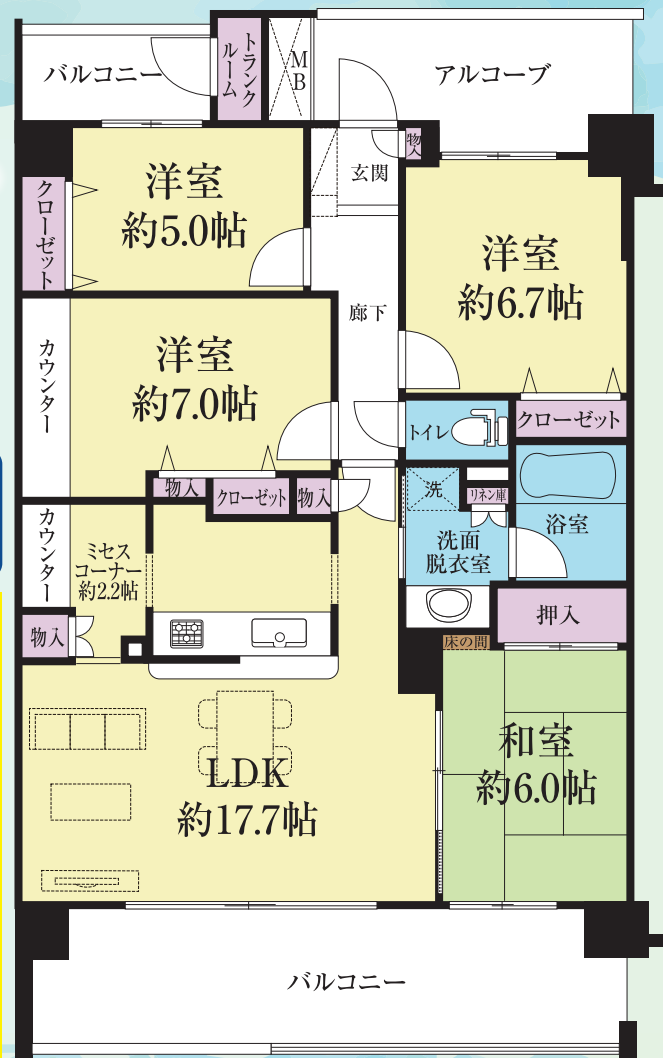 バルコニー
トランク
ルーム
MB
アルコーブ
物入
玄関
洋室
約5.0帖
クローゼット
洋室
約6.7帖
廊下
カウンター
洋室
約7.0帖
トイレ
クローゼット
物入
クローゼット
物入
洗
リネン庫
浴室
カウンター
ミセス
コーナー
約2.2帖
洗面
脱衣室
物入
押入
床の間
和室
約6.0帖
LDK
約17.7帖
バルコニー